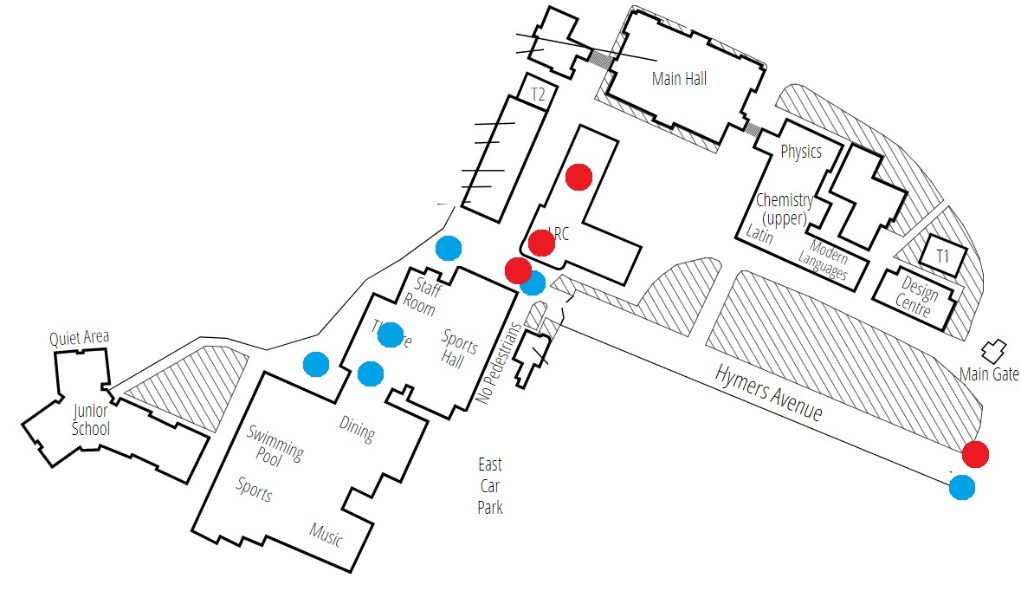 T2
Main Hall
Physics
Chemistry
(upper)
Latin
Modern
Languages
T1
Design
Centre
Main Gate
LRC
Staff
Room
Sports
Hall
No Pedestrians
Hymers Avenue
Quiet Area
Junior
School
Dining
Swimming
Pool
Sports
Music
East
Car
Park